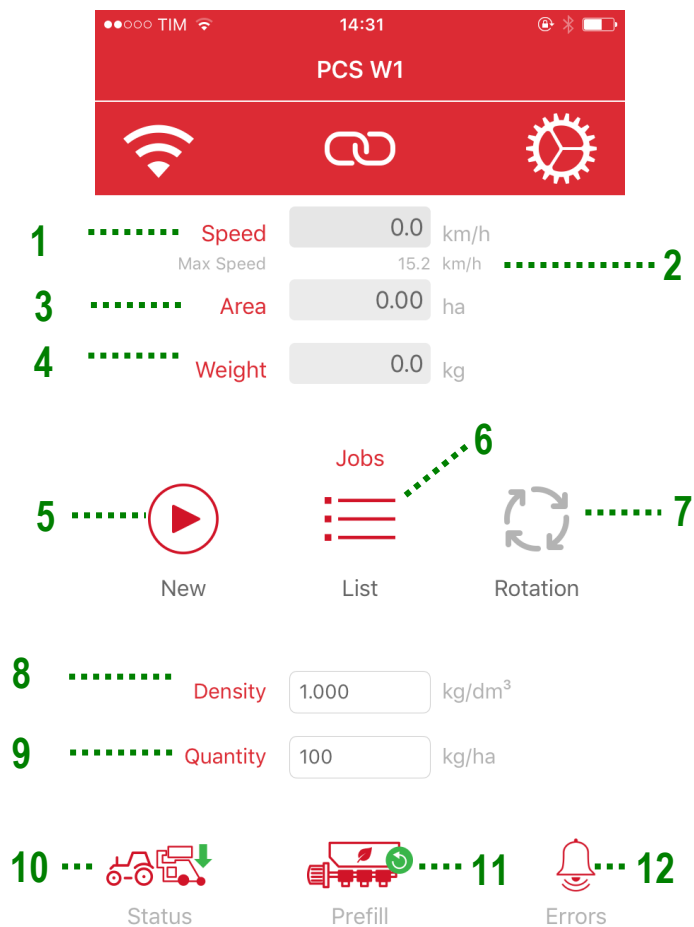 TIM 14:31
PCS W1
1 Speed 0.0 km/h
Max Speed 15.2 km/h 2
3 Area 0.00 ha
4 Weight 0.0 kg
Jobs 6
5 7
New List Rotation
8 Density 1.000 kg/dm³
9 Quantity 100 kg/ha
10 11 12
Status Prefill Errors